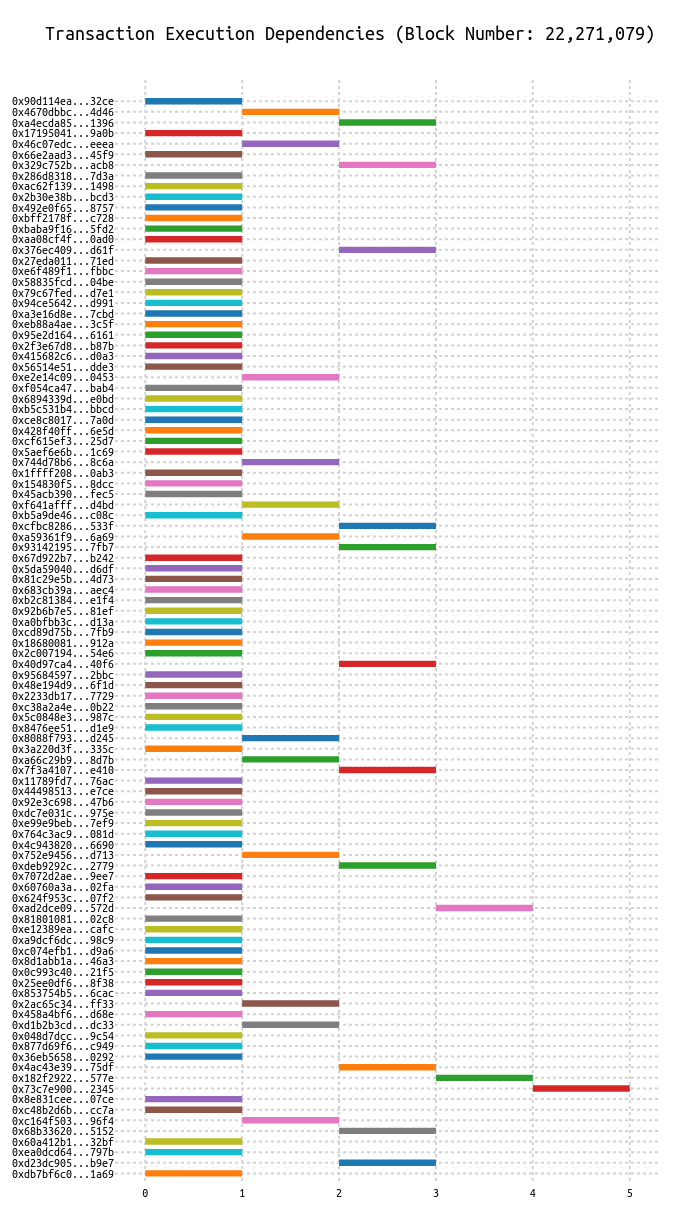 Transaction Execution Dependencies (Block Number: 22,271,079)
0x90d114ea...32ce
0x4670dbbc...4d46
0xa4ecda85...1396
0x17195041...9a0b
0x46c07edc...eeea
0x66e2aad3...45f9
0x329c752b...acb8
0x286d8318...7d3a
0xac62f139...1498
0x2b30e38b...bcd3
0x492e0f65...8757
0xbff2178f...c728
0xbaba9f16...5fd2
0xaa08cf4f...0ad0
0x376ec409...d61f
0x27eda011...71ed
0xe6f489f1...fbbc
0x58835fcd...04be
0x79c67fed...d7e1
0x94ce5642...d991
0xa3e16d8e...7cbd
0xeb88a4ae...3c5f
0x95e2d164...6161
0x2f3e67d8...b87b
0x415682c6...d0a3
0x56514e51...dde3
0xe2e14c09...0453
0xf054ca47...bab4
0x6894339d...e0bd
0xb5c531b4...bbcd
0xce8c8017...7a0d
0x428f40ff...6e5d
0xcf615ef3...25d7
0x5aef6e6b...1c69
0x744d78b6...8c6a
0x1ffff208...0ab3
0x154830f5...8dcc
0x45acb390...fec5
0xf641afff...d4bd
0xb5a9de46...c08c
0xcfbc8286...533f
0xa59361f9...6a69
0x93142195...7fb7
0x67d922b7...b242
0x5da59040...d6df
0x81c29e5b...4d73
0x683cb39a...aec4
0xb2c81384...e1f4
0x92b6b7e5...81ef
0xa0bfbb3c...d13a
0xcd89d75b...7fb9
0x18680081...912a
0x2c007194...54e6
0x40d97ca4...40f6
0x95684597...2bbc
0x48e194d9...6f1d
0x2233db17...7729
0xc38a2a4e...0b22
0x5c0848e3...987c
0x8476ee51...d1e9
0x8088f793...d245
0x3a220d3f...335c
0xa66c29b9...8d7b
0x7f3a4107...e410
0x11789fd7...76ac
0x44498513...e7ce
0x92e3c698...47b6
0xdc7e031c...975e
0xe99e9beb...7ef9
0x764c3ac9...081d
0x4c943820...6690
0x752e9456...d713
0xdeb9292c...2779
0x7072d2ae...9ee7
0x60760a3a...02fa
0x624f953c...07f2
0xad2dce09...572d
0x81801081...02c8
0xe12389ea...cafc
0xa9dcf6dc...98c9
0xc074efb1...d9a6
0x8d1abb1a...46a3
0x0c993c40...21f5
0x25ee0df6...8f38
0x853754b5...6cac
0x2ac65c34...ff33
0x458a4bf6...d68e
0xd1b2b3cd...dc33
0x048d7dcc...9c54
0x877d69f6...c949
0x36eb5658...0292
0x4ac43e39...75df
0x182f2922...577e
0x73c7e900...2345
0x8e831cee...07ce
0xc48b2d6b...cc7a
0xc164f503...96f4
0x68b33620...5152
0x60a412b1...32bf
0xea0dcd64...797b
0xd23dc905...b9e7
0xdb7bf6c0...1a69
0 1 2 3 4 5